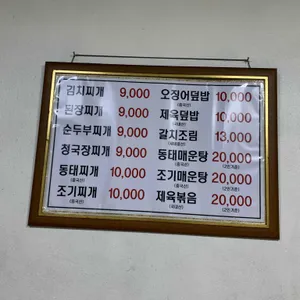 김치찌개 9,000
된장찌개 9,000
순두부찌개 9,000
청국장찌개 9,000
동태찌개 10,000
조기찌개 10,000
오징어덮밥 10,000
제육덮밥 10,000
갈치조림 13,000
동태매운탕 20,000
조기매운탕 20,000
제육볶음 20,000